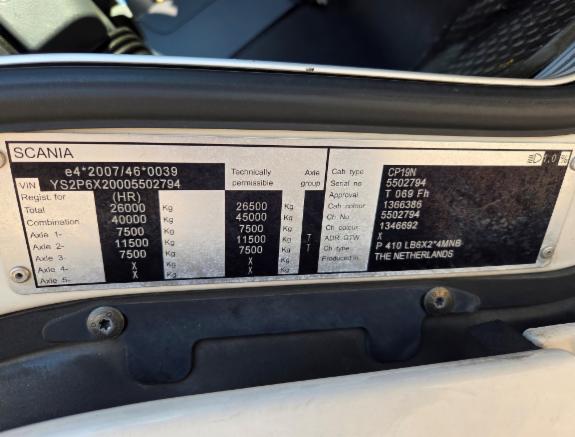 SCANIA
1.0 %
e4*2007/46*0039
VIN YS2P6X20005502794
Technically permissible Axle group
Regist. for (HR)
Total 26000 Kg 26500 Kg
Combination 40000 Kg 45000 Kg
Axle 1- 7500 Kg 7500 Kg
Axle 2- 11500 Kg 11500 Kg T
Axle 3- 7500 Kg 7500 Kg T
Axle 4- X Kg X Kg
Axle 5- X Kg X Kg
Cab type CP19N
Serial no 5502794
Approval T 069 Fh
Cab colour 1366386
Ch. No 5502794
Ch. colour 1346692
ADR GTW X
Ch. type P 410 LB6X2*4MNB
Produced in THE NETHERLANDS